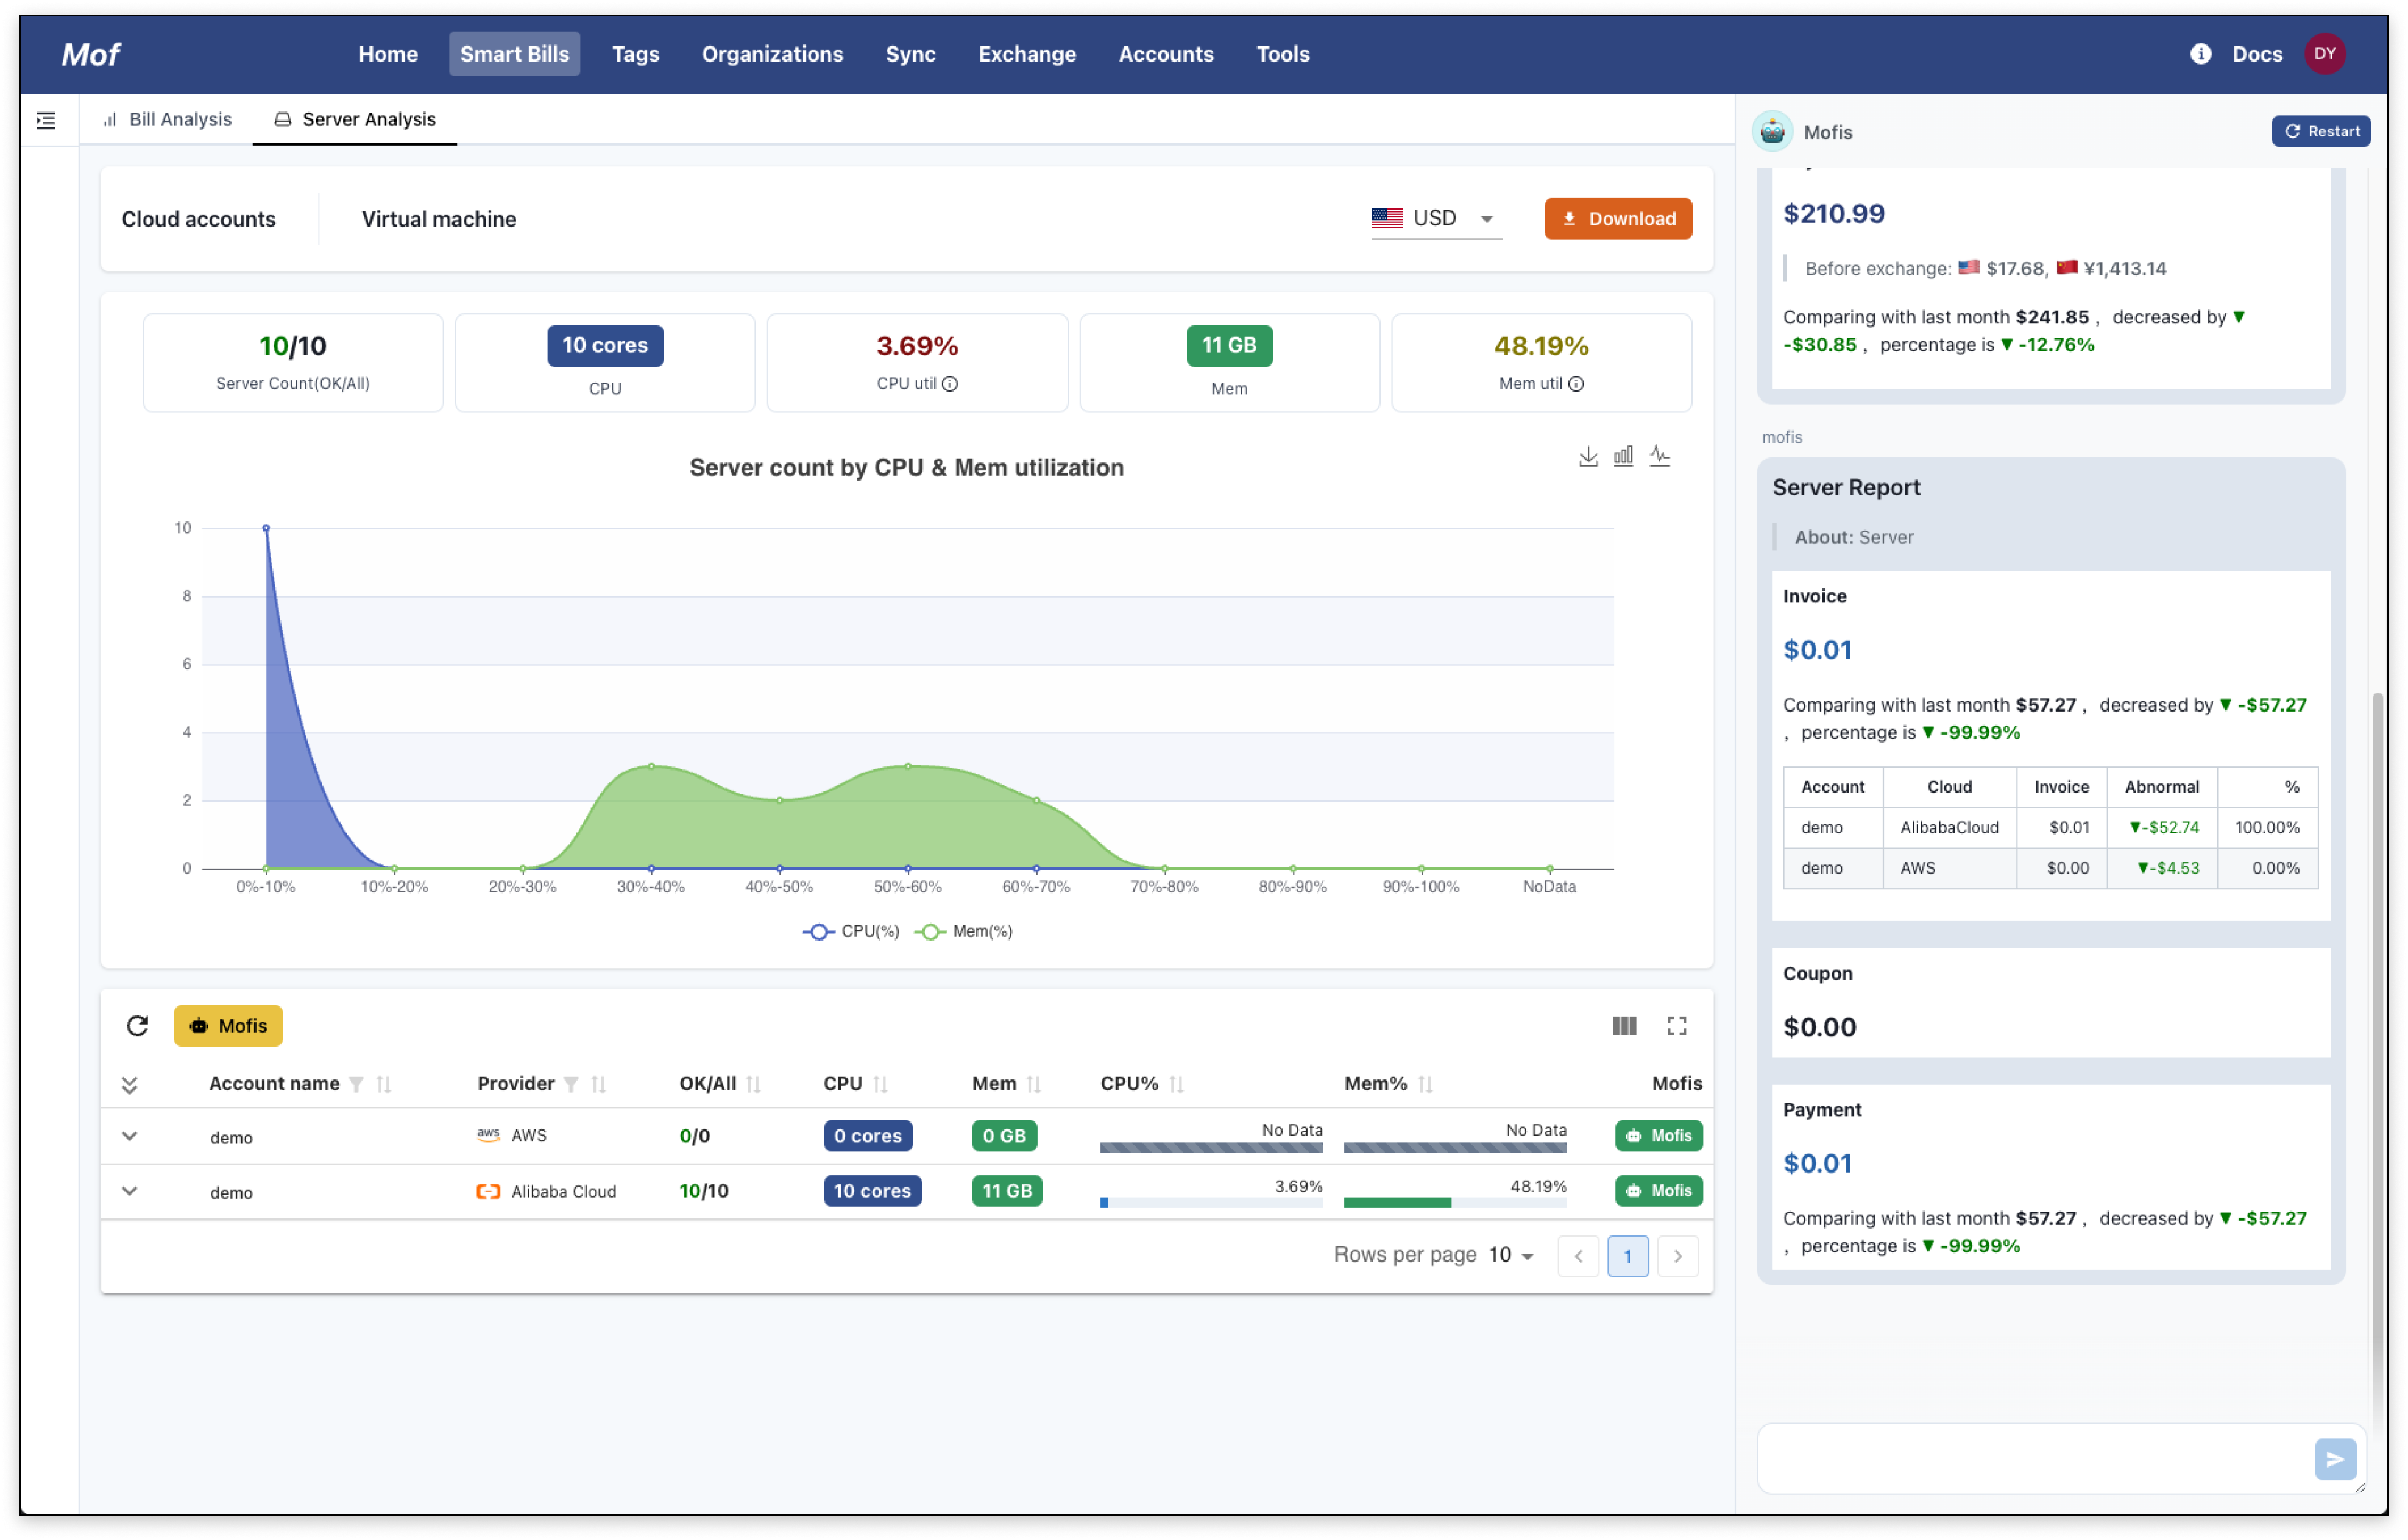 Mof
Home
Smart Bills
Tags
Organizations
Sync
Exchange
Accounts
Tools
Docs
DY
Bill Analysis
Server Analysis
Cloud accounts
Virtual machine
USD
Download
10/10
Server Count(OK/All)
10 cores
CPU
3.69%
CPU util
11 GB
Mem
48.19%
Mem util
Server count by CPU & Mem utilization
10
8
6
4
2
0
0%-10%
10%-20%
20%-30%
30%-40%
40%-50%
50%-60%
60%-70%
70%-80%
80%-90%
90%-100%
NoData
CPU(%)
Mem(%)
Mofis
Account name
Provider
OK/All
CPU
Mem
CPU%
Mem%
Mofis
demo
aws
AWS
0/0
0 cores
0 GB
No Data
No Data
Mofis
demo
Alibaba Cloud
10/10
10 cores
11 GB
3.69%
48.19%
Mofis
Rows per page
10
1
Mofis
Restart
$210.99
Before exchange: $17.68, ¥1,413.14
Comparing with last month $241.85 , decreased by ▼
-$30.85 , percentage is ▼ -12.76%
mofis
Server Report
About: Server
Invoice
$0.01
Comparing with last month $57.27 , decreased by ▼ -$57.27
, percentage is ▼ -99.99%
Account
Cloud
Invoice
Abnormal
%
demo
AlibabaCloud
$0.01
▼-$52.74
100.00%
demo
AWS
$0.00
▼-$4.53
0.00%
Coupon
$0.00
Payment
$0.01
Comparing with last month $57.27 , decreased by ▼ -$57.27
, percentage is ▼ -99.99%